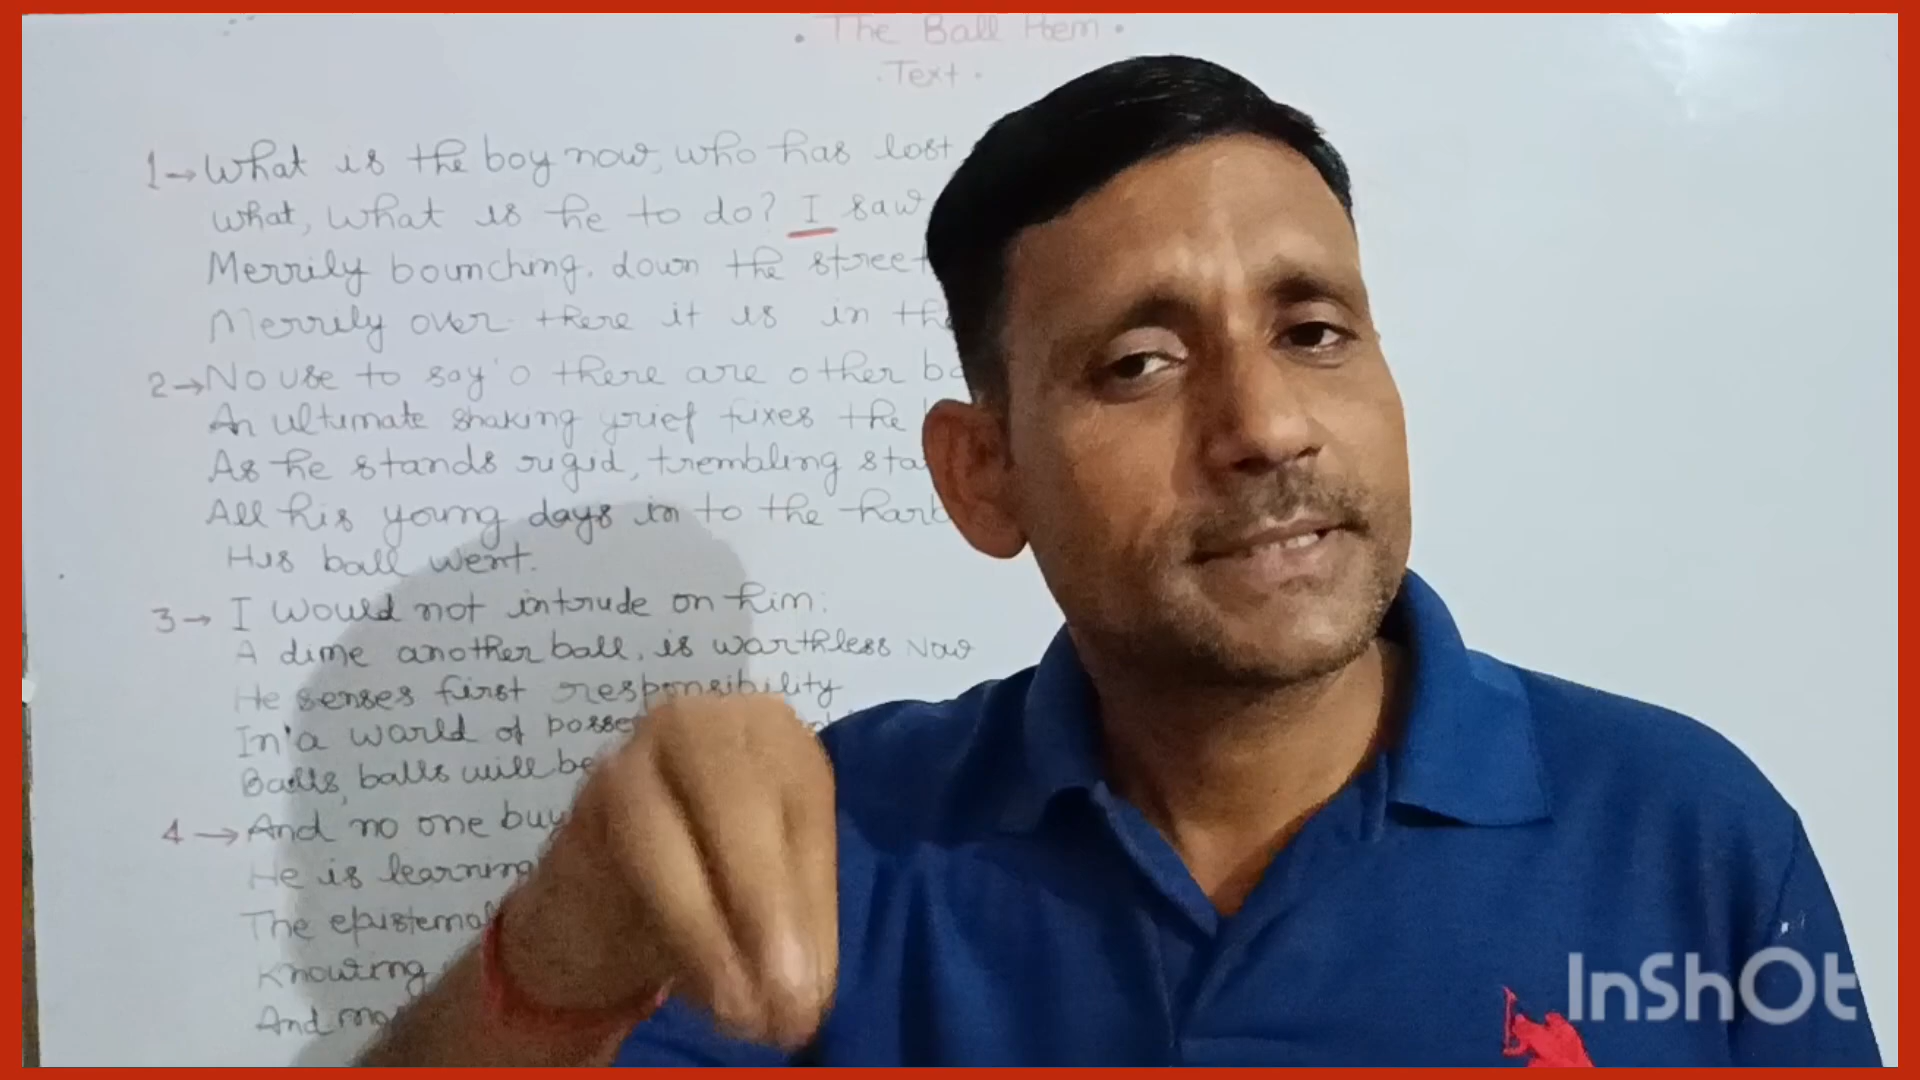 . The Ball Poem .
. Text .
1→ What is the boy now, who has lost
what, what is he to do? I saw
Merrily bounching. down the street
Merrily over there it is in the
2→ No use to say 'o there are other
An ultimate shaking grief fixes the
As he stands rigid, trembling
All his young days in to the harb
His ball went.
3→ I would not intrude on him:
A dime another ball, is warthless Now
He senses first responsibility
In a warld of posse
Balls, balls will be
4→ And no one buy
He is learning
The epistemol
Knowing
And
InShOt